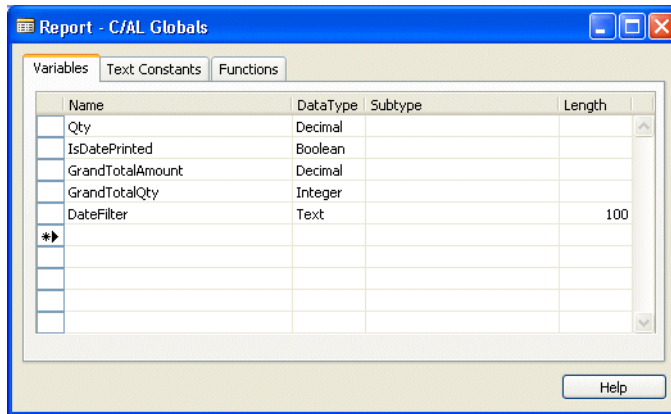 Report - C/AL Globals
Variables Text Constants Functions
Name DataType Subtype Length
Qty Decimal
IsDatePrinted Boolean
GrandTotalAmount Decimal
GrandTotalQty Integer
DateFilter Text 100
Help